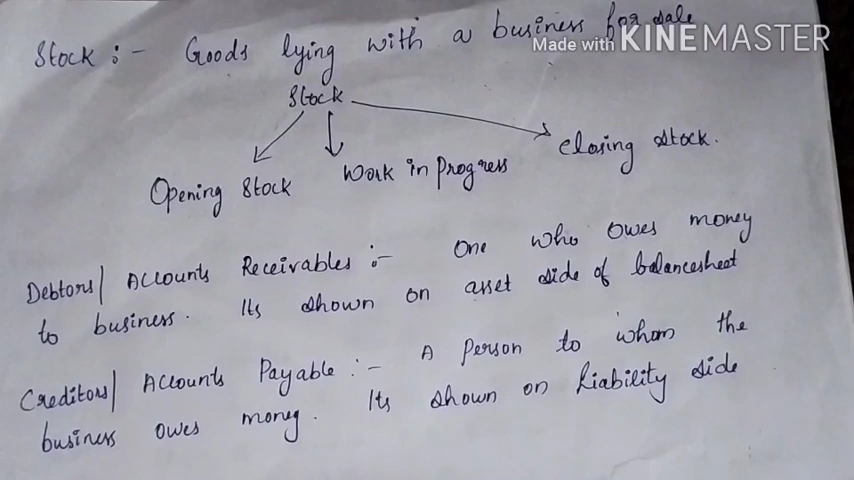 Stock :- Goods lying with a business for sale
Made with KINEMASTER
Stock
Opening Stock Work in Progress Closing Stock.
Debtors/ Accounts Receivables :- One who owes money
to business. Its shown on asset side of balancesheet
Creditors/ Accounts Payable :- A person to whom the
business owes money. Its shown on liability side